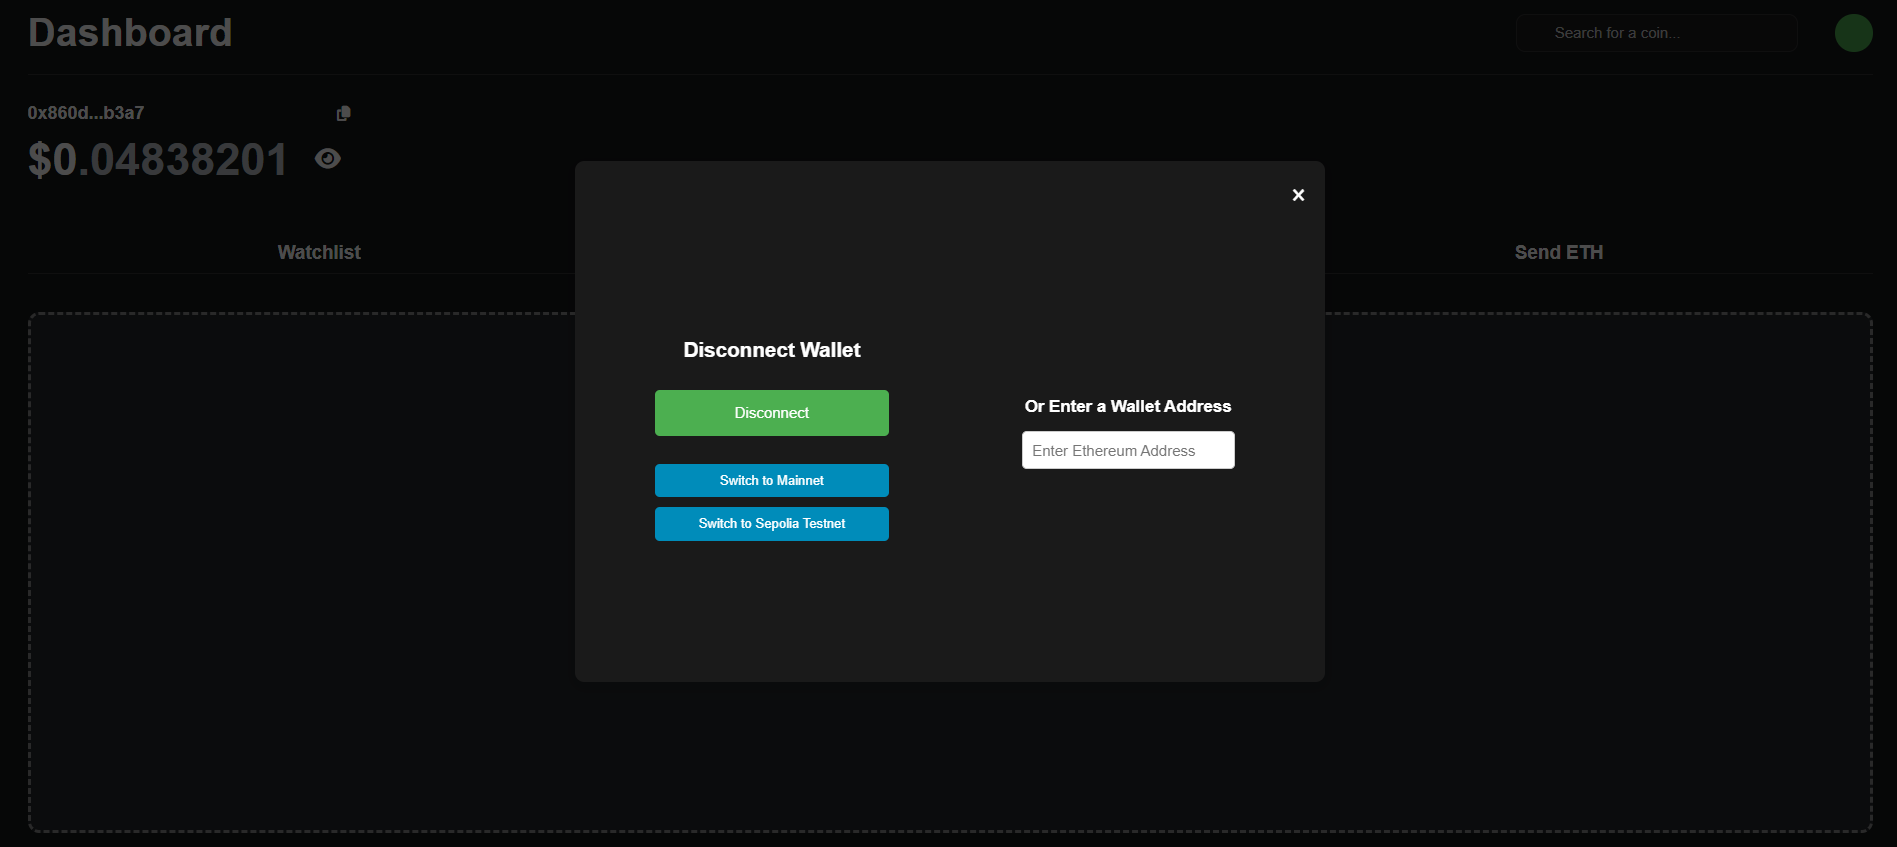 Dashboard
Search for a coin...
0x860d...b3a7
$0.04838201
×
Watchlist
Send ETH
Disconnect Wallet
Disconnect
Switch to Mainnet
Switch to Sepolia Testnet
Or Enter a Wallet Address
Enter Ethereum Address